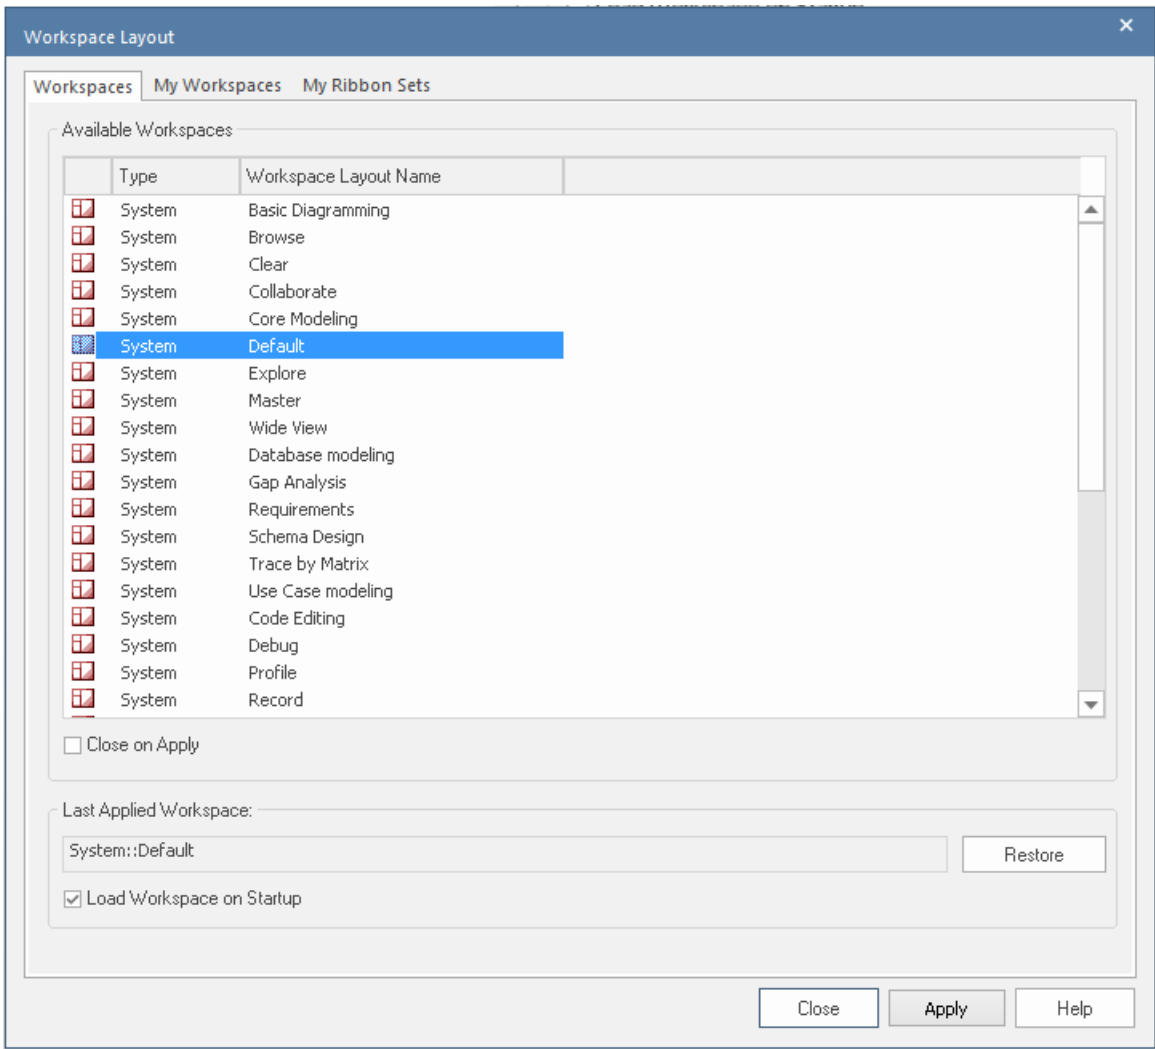 Workspace Layout
Workspaces My Workspaces My Ribbon Sets
Available Workspaces
Type Workspace Layout Name
System Basic Diagramming
System Browse
System Clear
System Collaborate
System Core Modeling
System Default
System Explore
System Master
System Wide View
System Database modeling
System Gap Analysis
System Requirements
System Schema Design
System Trace by Matrix
System Use Case modeling
System Code Editing
System Debug
System Profile
System Record
Close on Apply
Last Applied Workspace:
System::Default Restore
Load Workspace on Startup
Close Apply Help